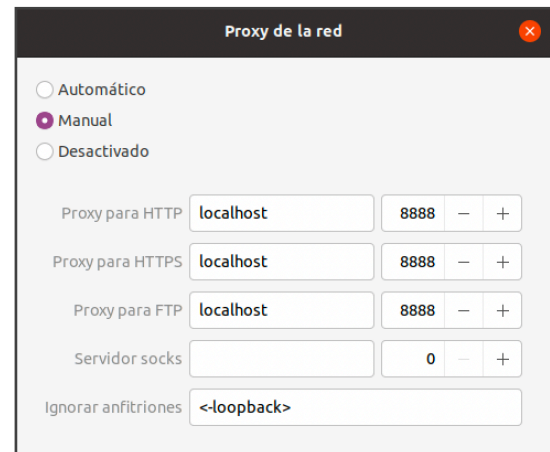 Proxy de la red
Automático
Manual
Desactivado
Proxy para HTTP localhost 8888 − +
Proxy para HTTPS localhost 8888 − +
Proxy para FTP localhost 8888 − +
Servidor socks 0 − +
Ignorar anfitriones <-loopback>